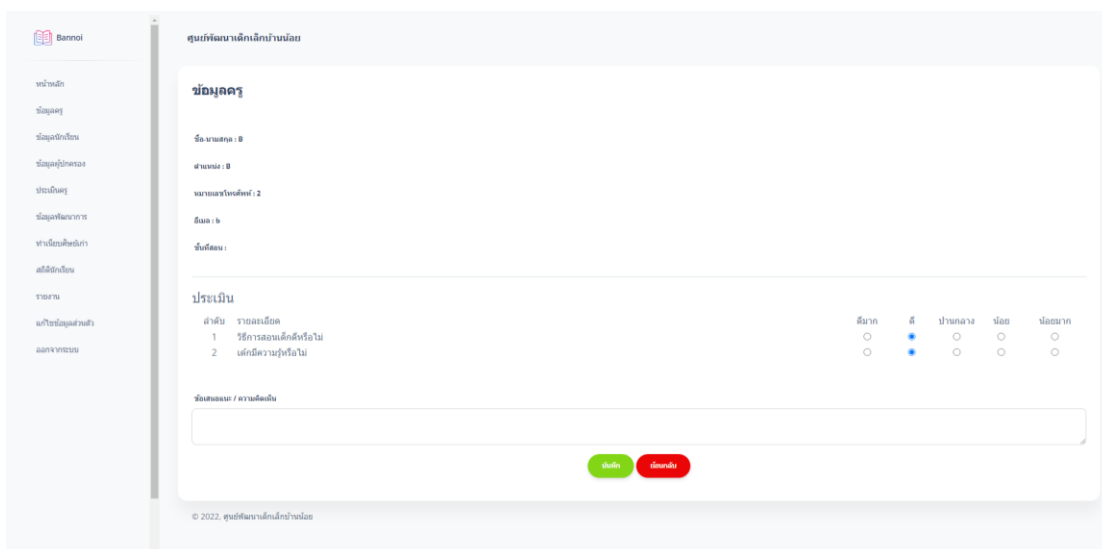 Bannoi
ศูนย์พัฒนาเด็กเล็กบ้านน้อย
หน้าหลัก
ข้อมูลครู
ข้อมูลนักเรียน
ข้อมูลผู้ปกครอง
ประเมินครู
ข้อมูลพัฒนาการ
ทำเนียบศิษย์เก่า
สถิตินักเรียน
รายงาน
แก้ไขข้อมูลส่วนตัว
ออกจากระบบ
ข้อมูลครู
ชื่อ-นามสกุล : B
ตำแหน่ง : B
หมายเลขโทรศัพท์ : 2
อีเมล : b
ชั้นที่สอน :
ประเมิน
ลำดับ รายละเอียด ดีมาก ดี ปานกลาง น้อย น้อยมาก
1 วิธีการสอนเด็กดีหรือไม่
2 เด็กมีความรู้หรือไม่
ข้อเสนอแนะ / ความคิดเห็น
บันทึก ย้อนกลับ
© 2022, ศูนย์พัฒนาเด็กเล็กบ้านน้อย